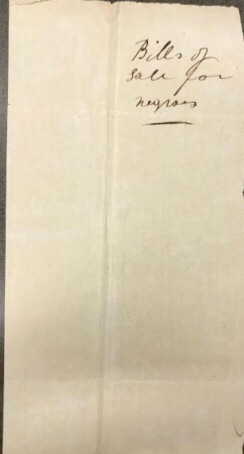 Bills of
Sale for
negroes